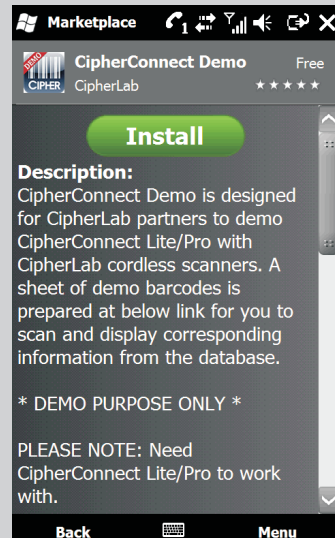 Marketplace
1
DEMO
CIPHER
CipherConnect Demo
Free
CipherLab
★★★★★
Install
Description:
CipherConnect Demo is designed
for CipherLab partners to demo
CipherConnect Lite/Pro with
CipherLab cordless scanners. A
sheet of demo barcodes is
prepared at below link for you to
scan and display corresponding
information from the database.
* DEMO PURPOSE ONLY *
PLEASE NOTE: Need
CipherConnect Lite/Pro to work
with.
Back
Menu